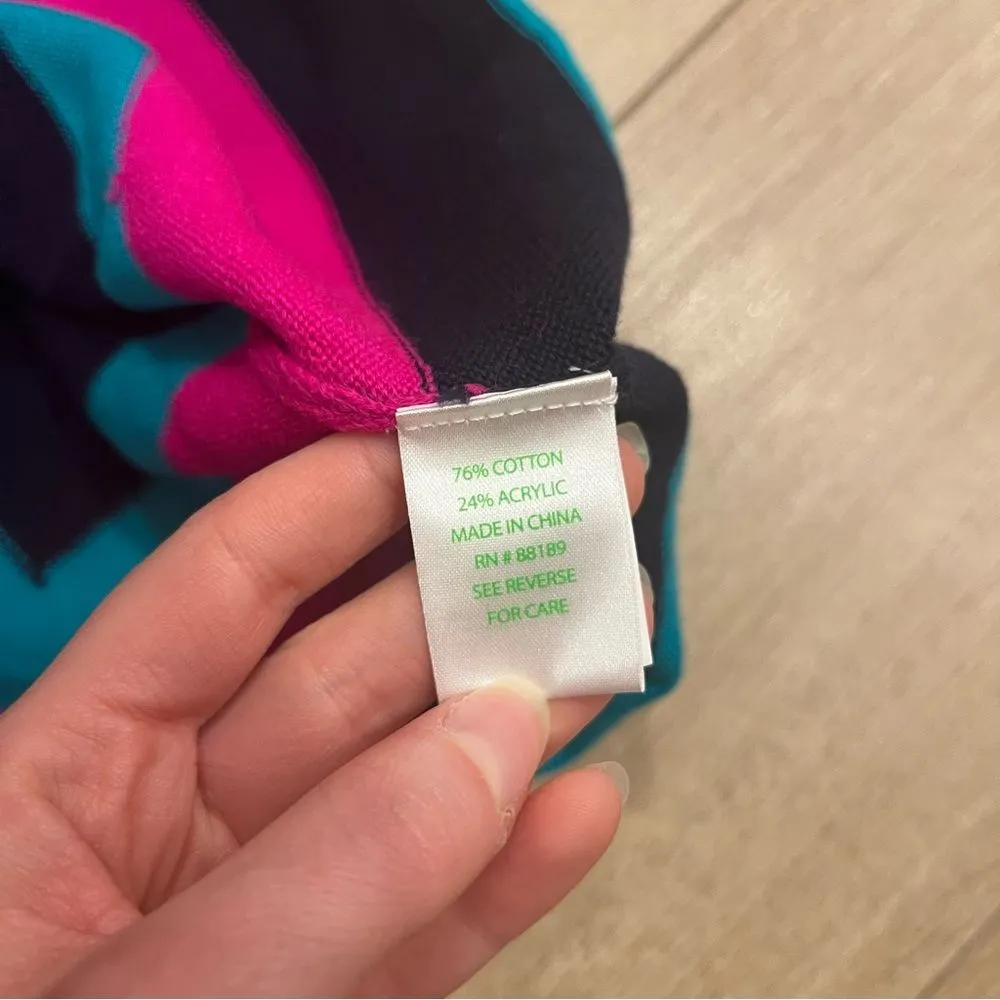 76% COTTON
24% ACRYLIC
MADE IN CHINA
RN # 88189
SEE REVERSE
FOR CARE